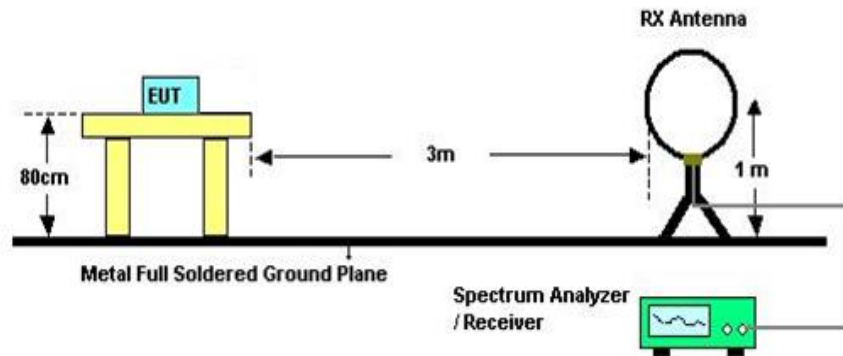 RX Antenna
EUT
3m
80cm
1 m
Metal Full Soldered Ground Plane
Spectrum Analyzer
/ Receiver